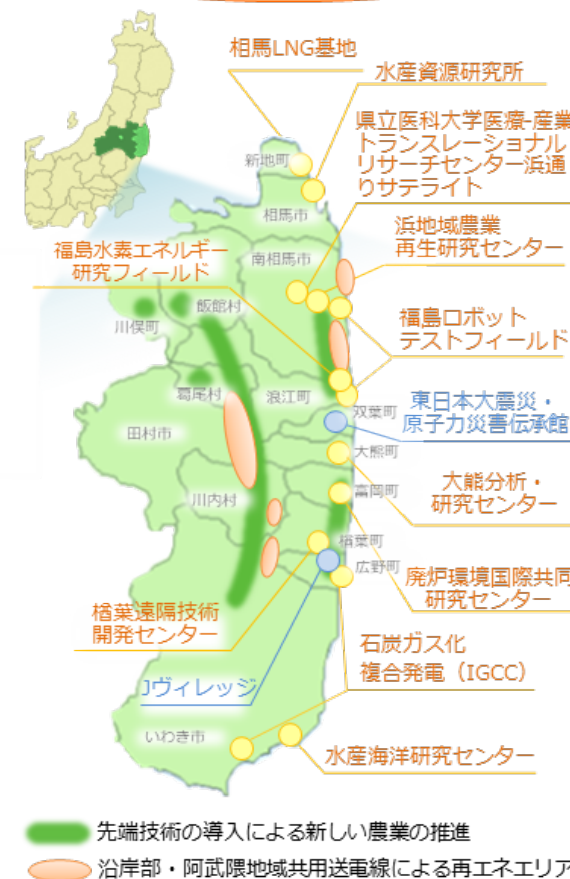 相馬LNG基地
水産資源研究所
県立医科大学医療-産業
トランスレーショナル
リサーチセンター浜通
りサテライト
新地町
相馬市
浜地域農業
再生研究センター
福島水素エネルギー
研究フィールド
南相馬市
飯館村
川俣町
福島ロボット
テストフィールド
葛尾村
浪江町
双葉町
東日本大震災・
原子力災害伝承館
田村市
大熊町
大熊分析・
研究センター
富岡町
川内村
楢葉町
広野町
廃炉環境国際共同
研究センター
楢葉遠隔技術
開発センター
石炭ガス化
複合発電（IGCC）
Jヴィレッジ
いわき市
水産海洋研究センター
先端技術の導入による新しい農業の推進
沿岸部・阿武隈地域共用送電線による再エネエリア